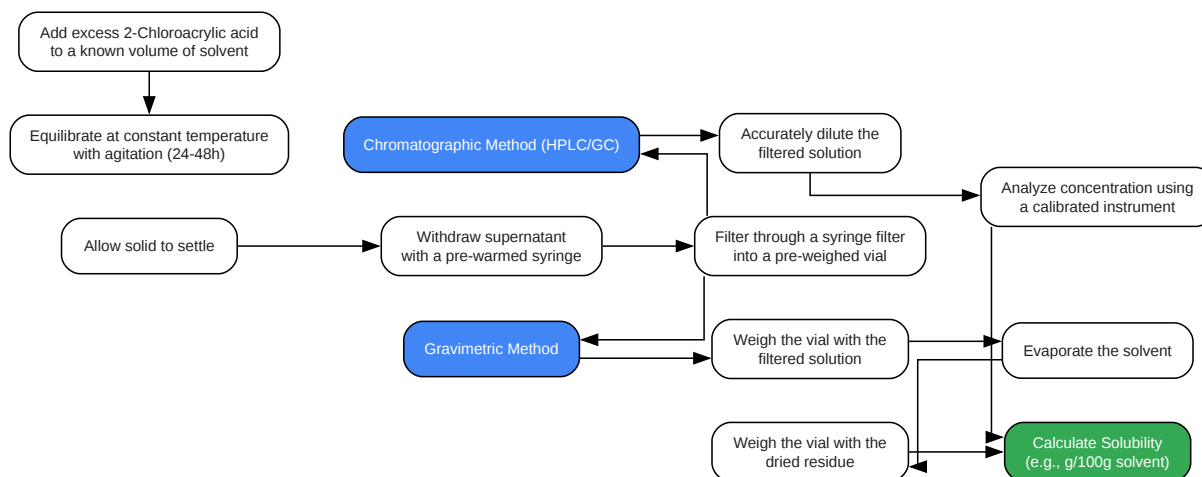 Add excess 2-Chloroacrylic acid
to a known volume of solvent
Equilibrate at constant temperature
with agitation (24-48h)
Chromatographic Method (HPLC/GC)
Accurately dilute the
filtered solution
Analyze concentration using
a calibrated instrument
Allow solid to settle
Withdraw supernatant
with a pre-warmed syringe
Filter through a syringe filter
into a pre-weighed vial
Gravimetric Method
Weigh the vial with the
filtered solution
Evaporate the solvent
Weigh the vial with the
dried residue
Calculate Solubility
(e.g., g/100g solvent)